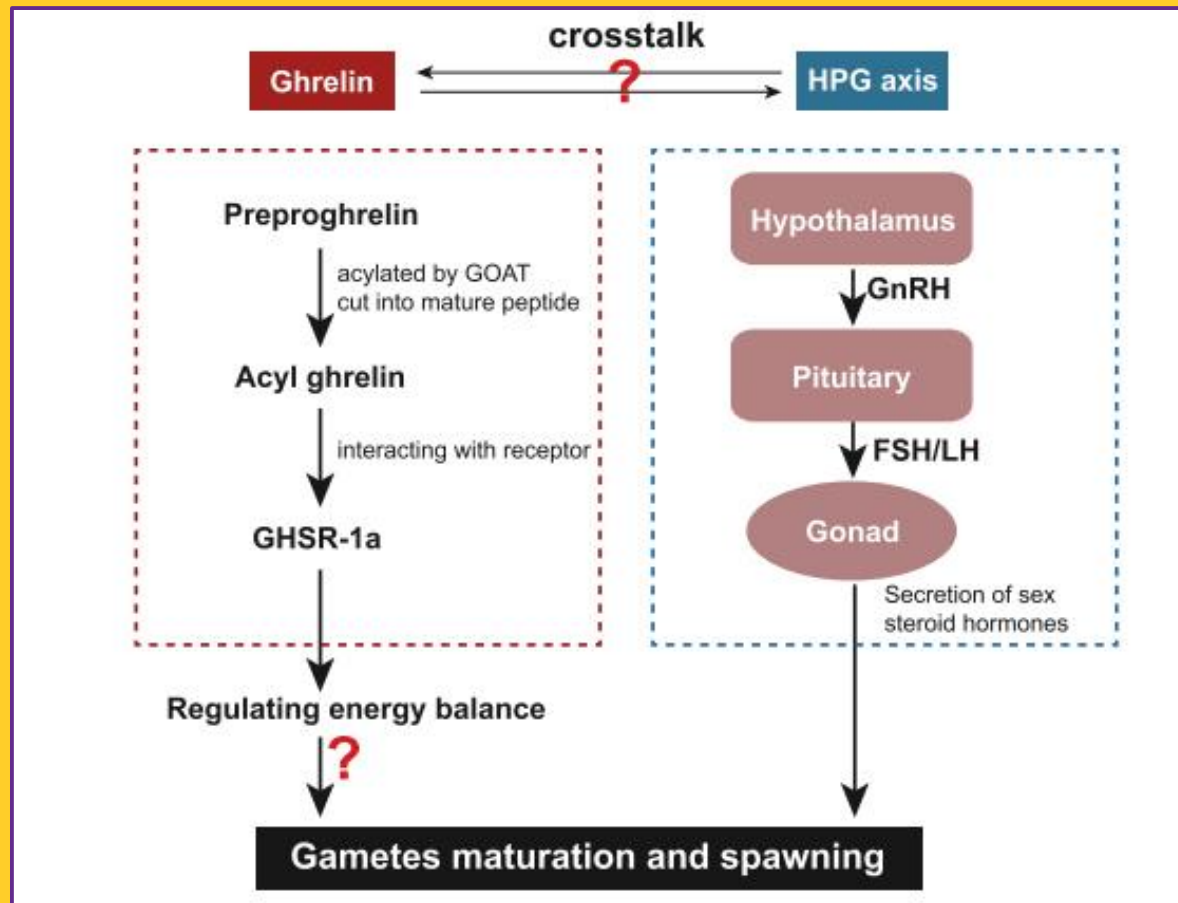 crosstalk
Ghrelin
?
HPG axis
Preproghrelin
acylated by GOAT
cut into mature peptide
Acyl ghrelin
interacting with receptor
GHSR-1a
Regulating energy balance
?
Hypothalamus
GnRH
Pituitary
FSH/LH
Gonad
Secretion of sex
steroid hormones
Gametes maturation and spawning